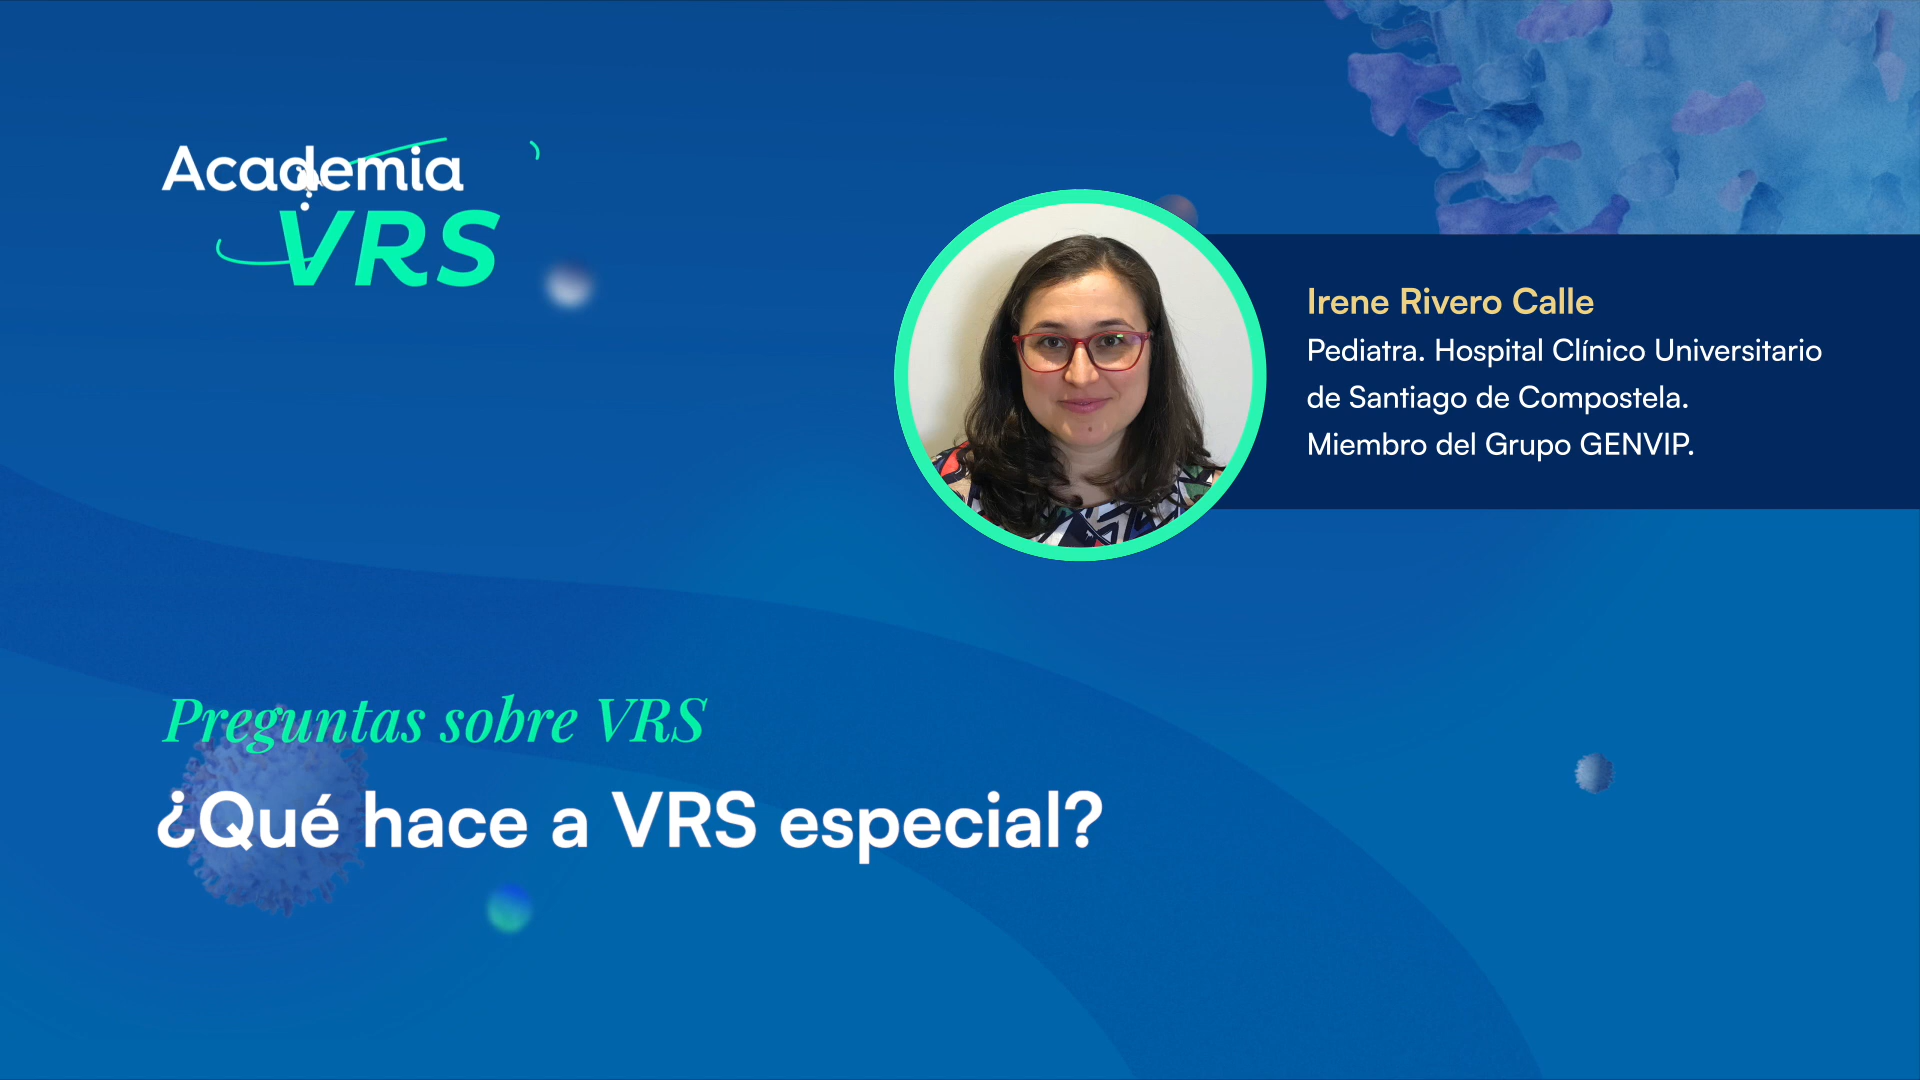 Academia
VRS
Irene Rivero Calle
Pediatra. Hospital Clínico Universitario
de Santiago de Compostela.
Miembro del Grupo GENVIP.
Preguntas sobre VRS
¿Qué hace a VRS especial?